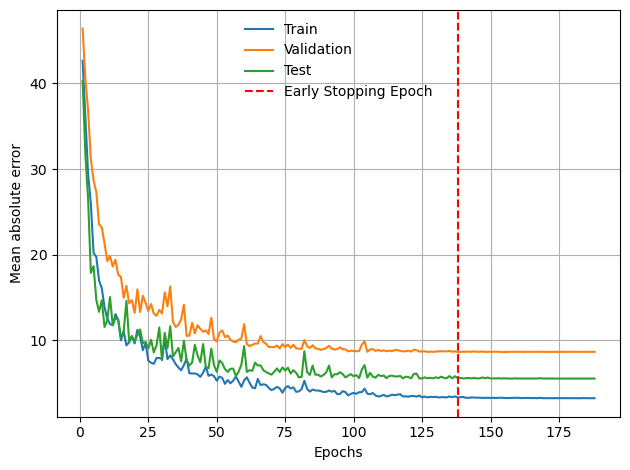 Train
Validation
Test
Early Stopping Epoch
Mean absolute error
40
30
20
10
0
25
50
75
100
125
150
175
Epochs